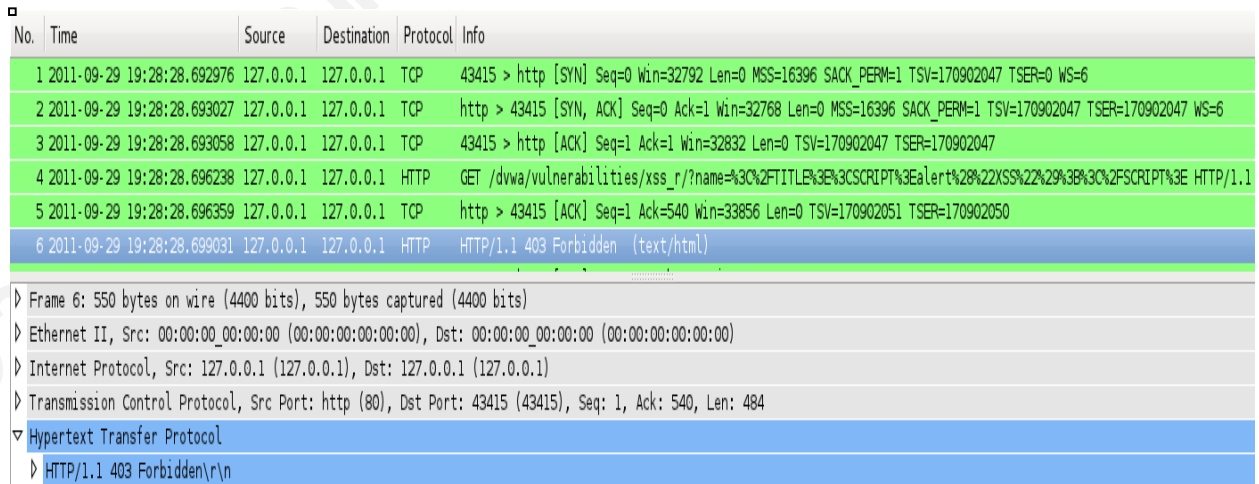 No. Time Source Destination Protocol Info
1 2011-09-29 19:28:28.692976 127.0.0.1 127.0.0.1 TCP 43415 > http [SYN] Seq=0 Win=32792 Len=0 MSS=16396 SACK_PERM=1 TSV=170902047 TSER=0 WS=6
2 2011-09-29 19:28:28.693027 127.0.0.1 127.0.0.1 TCP http > 43415 [SYN, ACK] Seq=0 Ack=1 Win=32768 Len=0 MSS=16396 SACK_PERM=1 TSV=170902047 TSER=170902047 WS=6
3 2011-09-29 19:28:28.693058 127.0.0.1 127.0.0.1 TCP 43415 > http [ACK] Seq=1 Ack=1 Win=32832 Len=0 TSV=170902047 TSER=170902047
4 2011-09-29 19:28:28.696238 127.0.0.1 127.0.0.1 HTTP GET /dvwa/vulnerabilities/xss_r/?name=%3C%2FTITLE%3E%3CSCRIPT%3Ealert%28%22XSS%22%29%3B%3C%2FSCRIPT%3E HTTP/1.1
5 2011-09-29 19:28:28.696359 127.0.0.1 127.0.0.1 TCP http > 43415 [ACK] Seq=1 Ack=540 Win=33856 Len=0 TSV=170902051 TSER=170902050
6 2011-09-29 19:28:28.699031 127.0.0.1 127.0.0.1 HTTP HTTP/1.1 403 Forbidden (text/html)
Frame 6: 550 bytes on wire (4400 bits), 550 bytes captured (4400 bits)
Ethernet II, Src: 00:00:00_00:00:00 (00:00:00:00:00:00), Dst: 00:00:00_00:00:00 (00:00:00:00:00:00)
Internet Protocol, Src: 127.0.0.1 (127.0.0.1), Dst: 127.0.0.1 (127.0.0.1)
Transmission Control Protocol, Src Port: http (80), Dst Port: 43415 (43415), Seq: 1, Ack: 540, Len: 484
Hypertext Transfer Protocol
HTTP/1.1 403 Forbidden\r\n